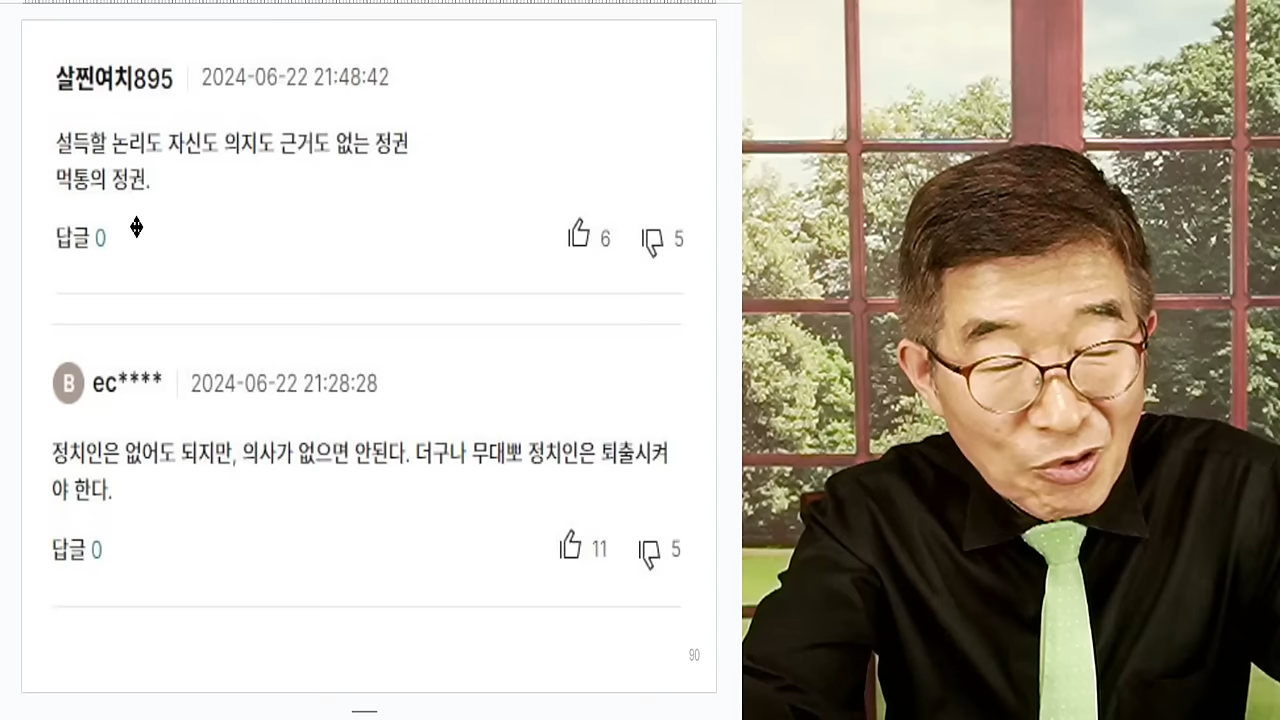 살찐여치895 2024-06-22 21:48:42
설득할 논리도 자신도 의지도 근거도 없는 정권
먹통의 정권.
답글 0 6 5
B ec**** 2024-06-22 21:28:28
정치인은 없어도 되지만, 의사가 없으면 안된다. 더구나 무대뽀 정치인은 퇴출시켜
야 한다.
답글 0 11 5
90